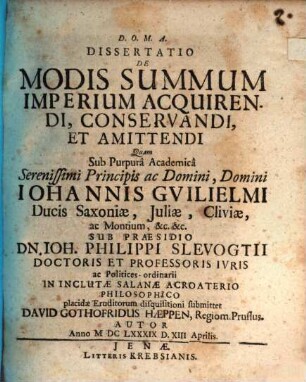 D. O. M. A.
DISSERTATIO
DE
MODIS SUMMUM
IMPERIUM ACQUIREN-
DI, CONSERVANDI,
ET AMITTENDI
Quam
Sub Purpurâ Academicâ
Serenissimi Principis ac Domini, Domini
IOHANNIS GVILIELMI
Ducis Saxoniæ, Juliæ, Cliviæ,
ac Montium, &c. &c.
SUB PRÆSIDIO
DN. IOH. PHILIPPI SLEVOGTII
DOCTORIS ET PROFESSORIS IVRIS
ac Politices-ordinarii
IN INCLUTÆ SALANÆ ACROATERIO
PHILOSOPHICO
placidæ Eruditorum disquisitioni submittet
DAVID GOTHOFRIDUS HÆPPEN, Regiom. Prussus.
AUTOR
Anno M DC LXXXIX D. XIII Aprilis.
JENÆ,
LITTERIS KREBSIANIS.